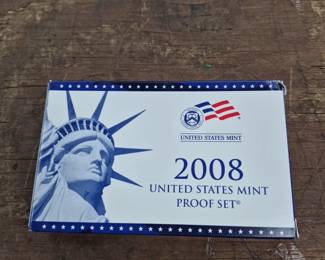 UNITED STATES MINT
2008
UNITED STATES MINT
PROOF SET®